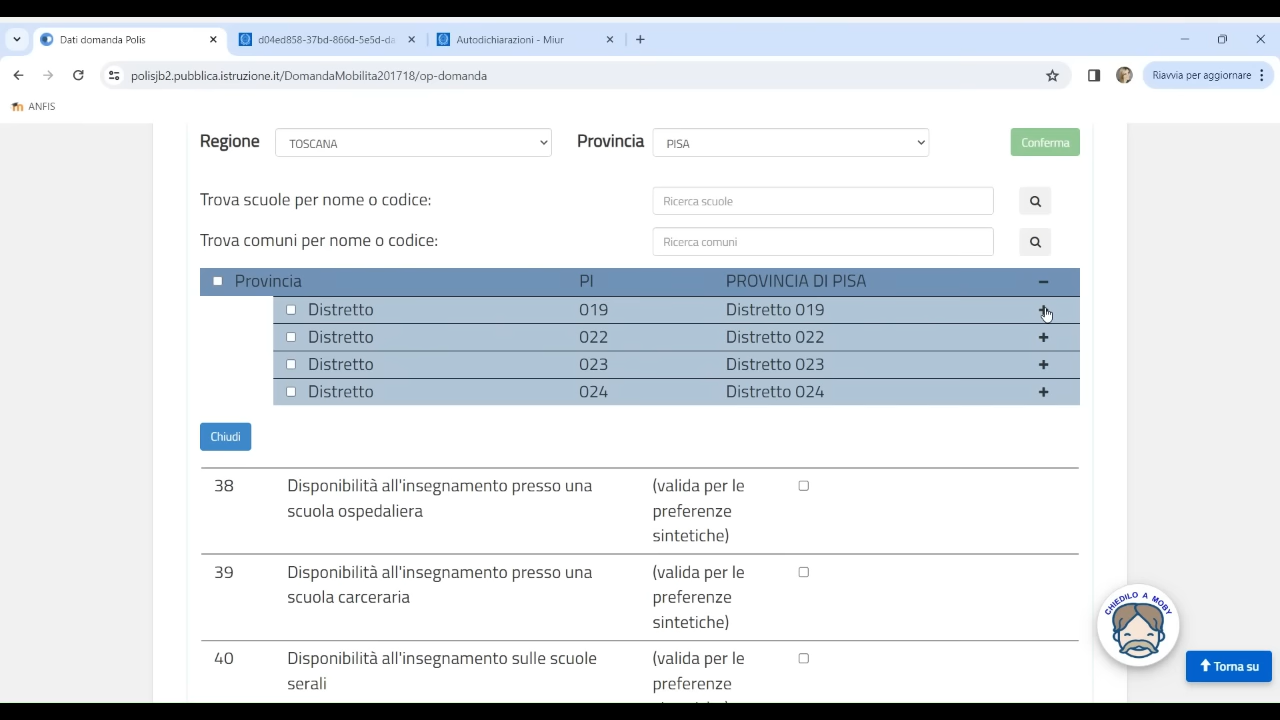 Dati domanda Polis
d04ed858-37bd-866d-5e5d-da
Autodichiarazioni - Miur
polisjb2.pubblica.istruzione.it/DomandaMobilita201718/pol-domanda
Riavvia per aggiornare
ANFIS
Regione TOSCANA Provincia PISA Conferma
Trova scuole per nome o codice: Ricerca scuole
Trova comuni per nome o codice: Ricerca comuni
Provincia PI PROVINCIA DI PISA −
Distretto 019 Distretto 019 +
Distretto 022 Distretto 022 +
Distretto 023 Distretto 023 +
Distretto 024 Distretto 024 +
Chiudi
38 Disponibilità all'insegnamento presso una (valida per le
scuola ospedaliera preferenze
sintetiche)
39 Disponibilità all'insegnamento presso una (valida per le
scuola carceraria preferenze
sintetiche)
CHIEDILO A MOBY
40 Disponibilità all'insegnamento sulle scuole (valida per le
serali preferenze
Torna su